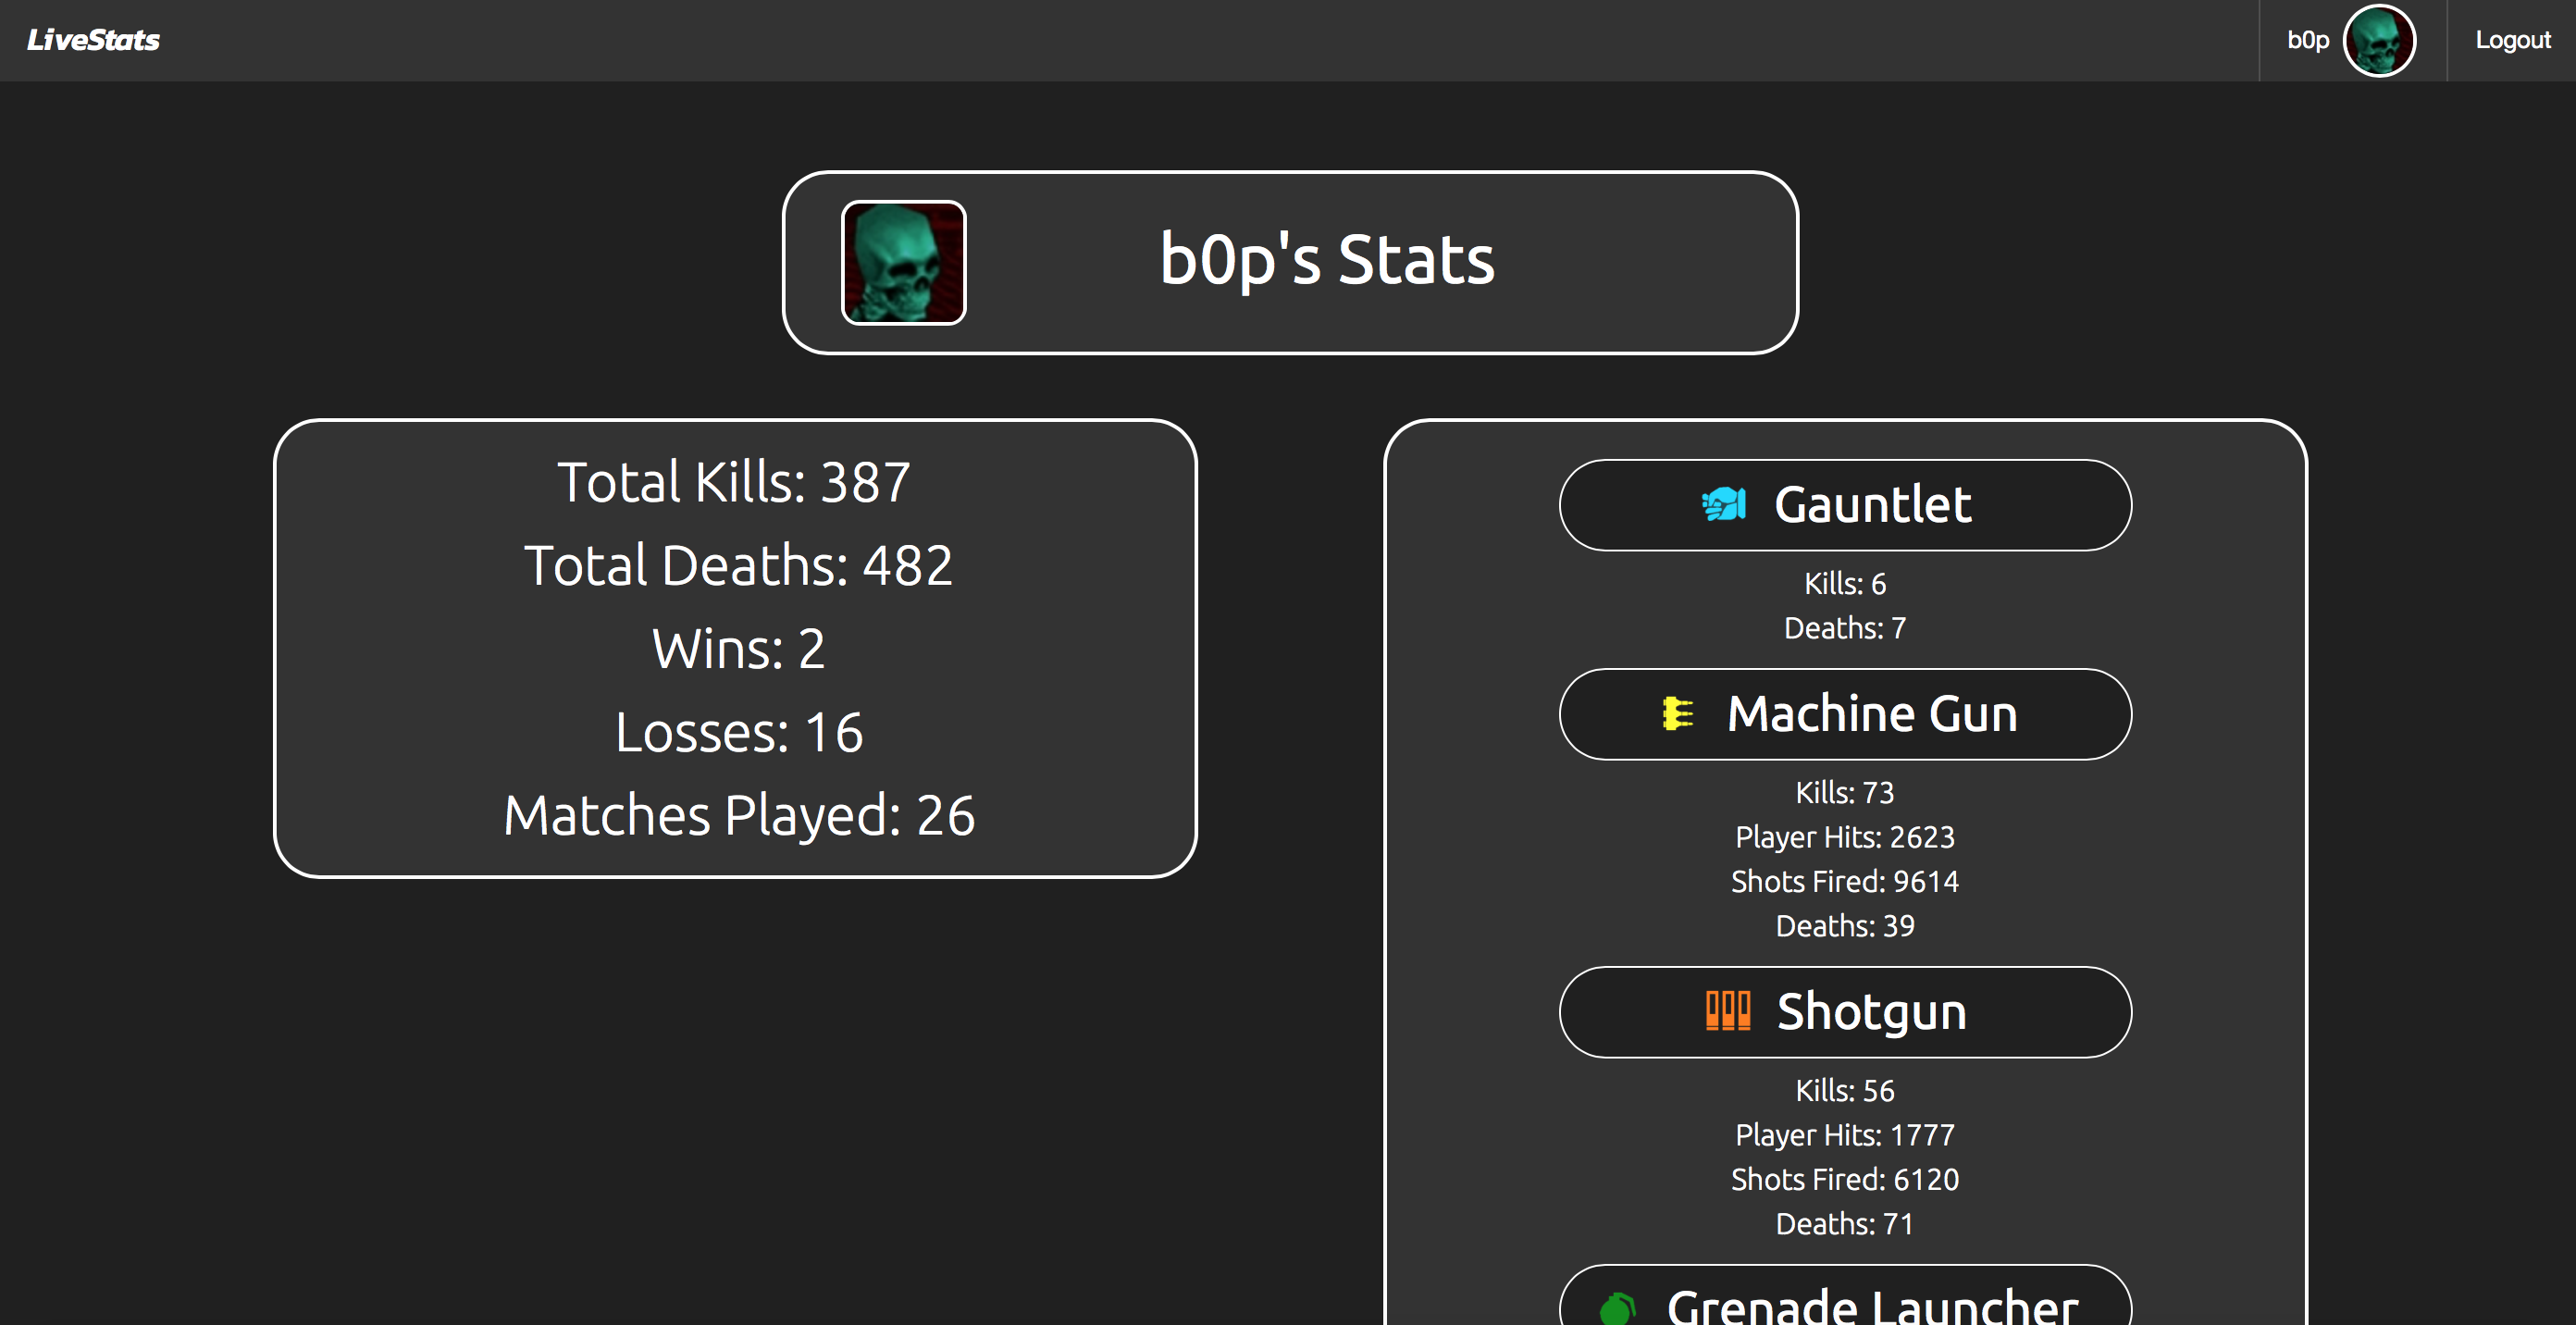 LiveStats
b0p
Logout
b0p's Stats
Total Kills: 387
Total Deaths: 482
Wins: 2
Losses: 16
Matches Played: 26
Gauntlet
Kills: 6
Deaths: 7
Machine Gun
Kills: 73
Player Hits: 2623
Shots Fired: 9614
Deaths: 39
Shotgun
Kills: 56
Player Hits: 1777
Shots Fired: 6120
Deaths: 71
Grenade Launcher